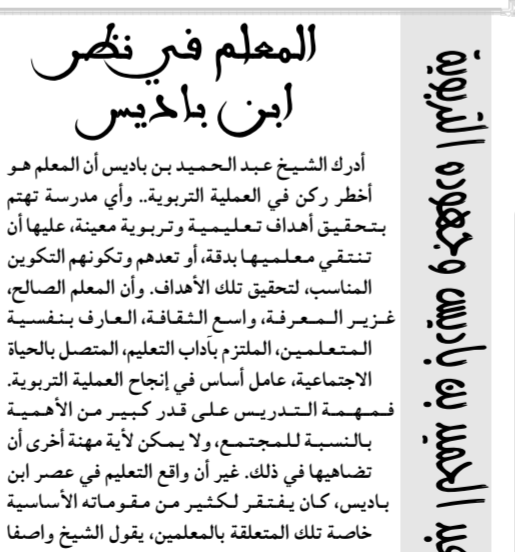 المعلم في نظر
ابن باديس
أدرك الشيخ عبد الحميد بن باديس أن المعلم هو
أخطر ركن في العملية التربوية.. وأي مدرسة تهتم
بتحقيق أهداف تعليمية وتربوية معينة، عليها أن
تنتقي معلميها بدقة، أو تعدهم وتكونهم التكوين
المناسب، لتحقيق تلك الأهداف. وأن المعلم الصالح،
غزير المعرفة، واسع الثقافة، العارف بنفسية
المتعلمين، الملتزم بآداب التعليم، المتصل بالحياة
الاجتماعية، عامل أساس في إنجاح العملية التربوية.
فمهمة التدريس على قدر كبير من الأهمية
بالنسبة للمجتمع، ولا يمكن لأية مهنة أخرى أن
تضاهيها في ذلك. غير أن واقع التعليم في عصر ابن
باديس، كان يفتقر لكثير من مقوماته الأساسية
خاصة تلك المتعلقة بالمعلمين، يقول الشيخ واصفا
عبد الحميد بن باديس وجهوده التربوية